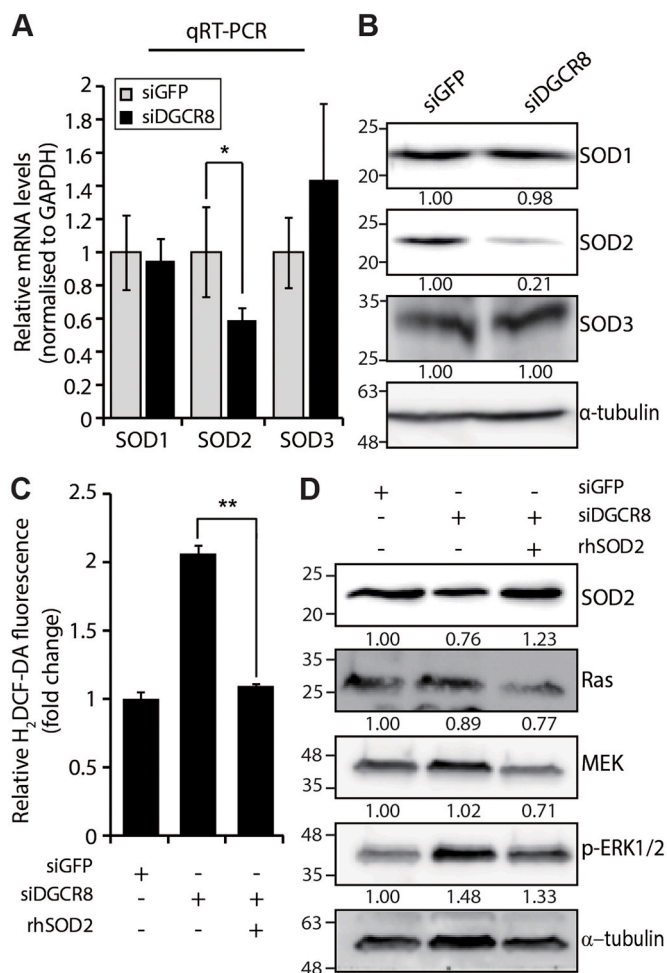 A
qRT-PCR
siGFP
siDGCR8
Relative mRNA levels
(normalised to GAPDH)
2
1.8
1.6
1.4
1.2
1
0.8
0.6
0.4
0.2
0
*
SOD1 SOD2 SOD3
B
siGFP siDGCR8
25
20
SOD1
1.00 0.98
25
20
SOD2
1.00 0.21
35
25
SOD3
1.00 1.00
63
48
α-tubulin
C
Relative H2DCF-DA fluorescence
(fold change)
2.5
2
1.5
1
0.5
0
**
siGFP + - -
siDGCR8 - + +
rhSOD2 - - +
D
+ - - siGFP
- + + siDGCR8
- - + rhSOD2
25
20
SOD2
1.00 0.76 1.23
35
25
Ras
1.00 0.89 0.77
48
35
MEK
1.00 1.02 0.71
48
35
p-ERK1/2
1.00 1.48 1.33
63
48
α-tubulin